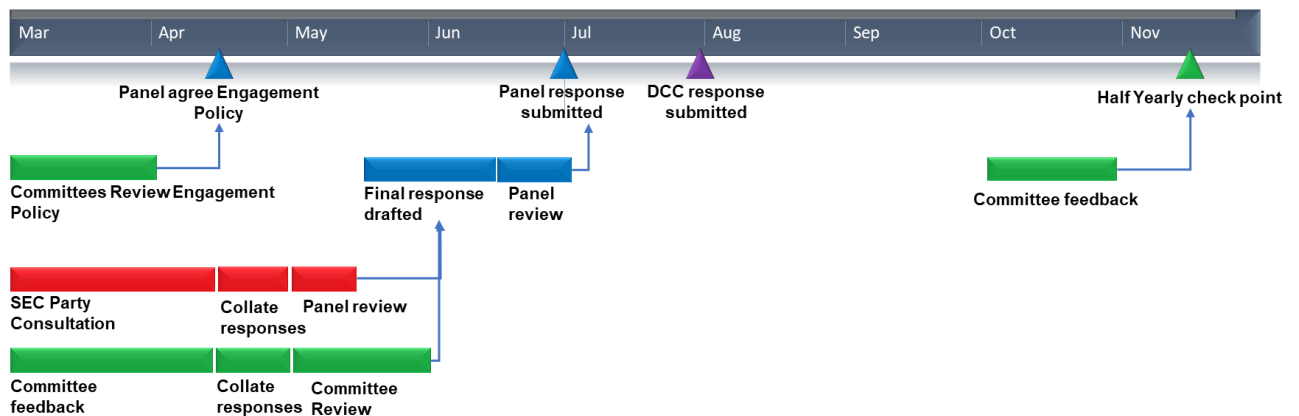 Mar Apr May Jun Jul Aug Sep Oct Nov
Panel agree Engagement
Policy
Panel response
submitted
DCC response
submitted
Half Yearly check point
Committees Review Engagement
Policy
Final response
drafted
Panel
review
Committee feedback
SEC Party
Consultation
Collate
responses
Panel review
Committee
feedback
Collate
responses
Committee
Review